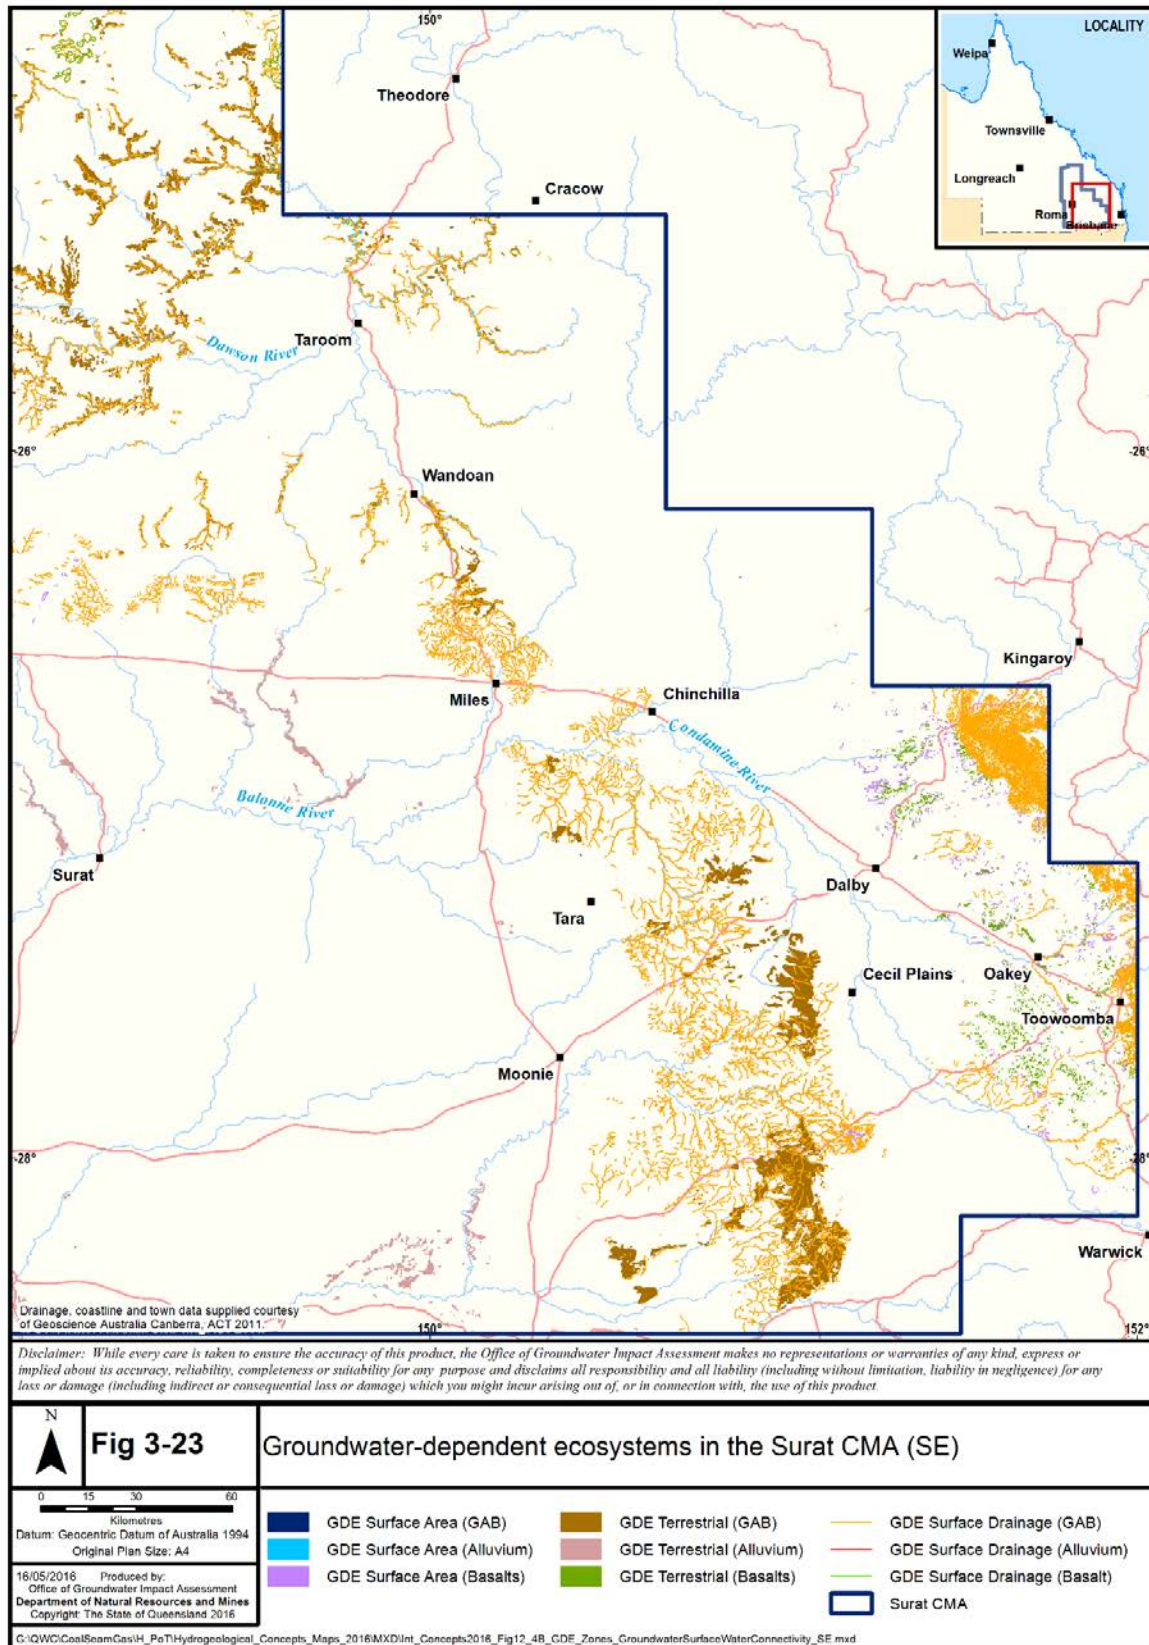 150°
LOCALITY
Weipa
Townsville
Longreach
Roma
Brisbane
Theodore
Cracow
Taroom
Dawson River
-26°
-26°
Wandoan
Kingaroy
Miles
Chinchilla
Condamine River
Balonne River
Surat
Dalby
Tara
Cecil Plains
Oakey
Toowoomba
Moonie
-28°
-28°
Warwick
Drainage, coastline and town data supplied courtesy
of Geoscience Australia Canberra, ACT 2011.
150°
152°
Disclaimer: While every care is taken to ensure the accuracy of this product, the Office of Groundwater Impact Assessment makes no representations or warranties of any kind, express or
implied about its accuracy, reliability, completeness or suitability for any purpose and disclaims all responsibility and all liability (including without limitation, liability in negligence) for any
loss or damage (including indirect or consequential loss or damage) which you might incur arising out of, or in connection with, the use of this product.
N
Fig 3-23
Groundwater-dependent ecosystems in the Surat CMA (SE)
0 15 30 60
Kilometres
Datum: Geocentric Datum of Australia 1994
Original Plan Size: A4
16/05/2016 Produced by:
Office of Groundwater Impact Assessment
Department of Natural Resources and Mines
Copyright: The State of Queensland 2016
GDE Surface Area (GAB)
GDE Surface Area (Alluvium)
GDE Surface Area (Basalts)
GDE Terrestrial (GAB)
GDE Terrestrial (Alluvium)
GDE Terrestrial (Basalts)
GDE Surface Drainage (GAB)
GDE Surface Drainage (Alluvium)
GDE Surface Drainage (Basalt)
Surat CMA
G:\QWC\CoalSeamGas\H_PoT\Hydrogeological_Concepts_Maps_2016\MXD\Int_Concepts2016_Fig12_4B_GDE_Zones_GroundwaterSurfaceWaterConnectivity_SE.mxd